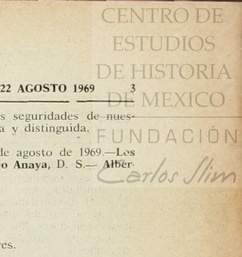 CENTRO DE
ESTUDIOS
DE HISTORIA
DE MEXICO
FUNDACIÓN
Carlos Slim
22 AGOSTO 1969 3
s seguridades de nues-
a y distinguida.
de agosto de 1969.—Los
o Anaya, D. S.— Alber-
res.